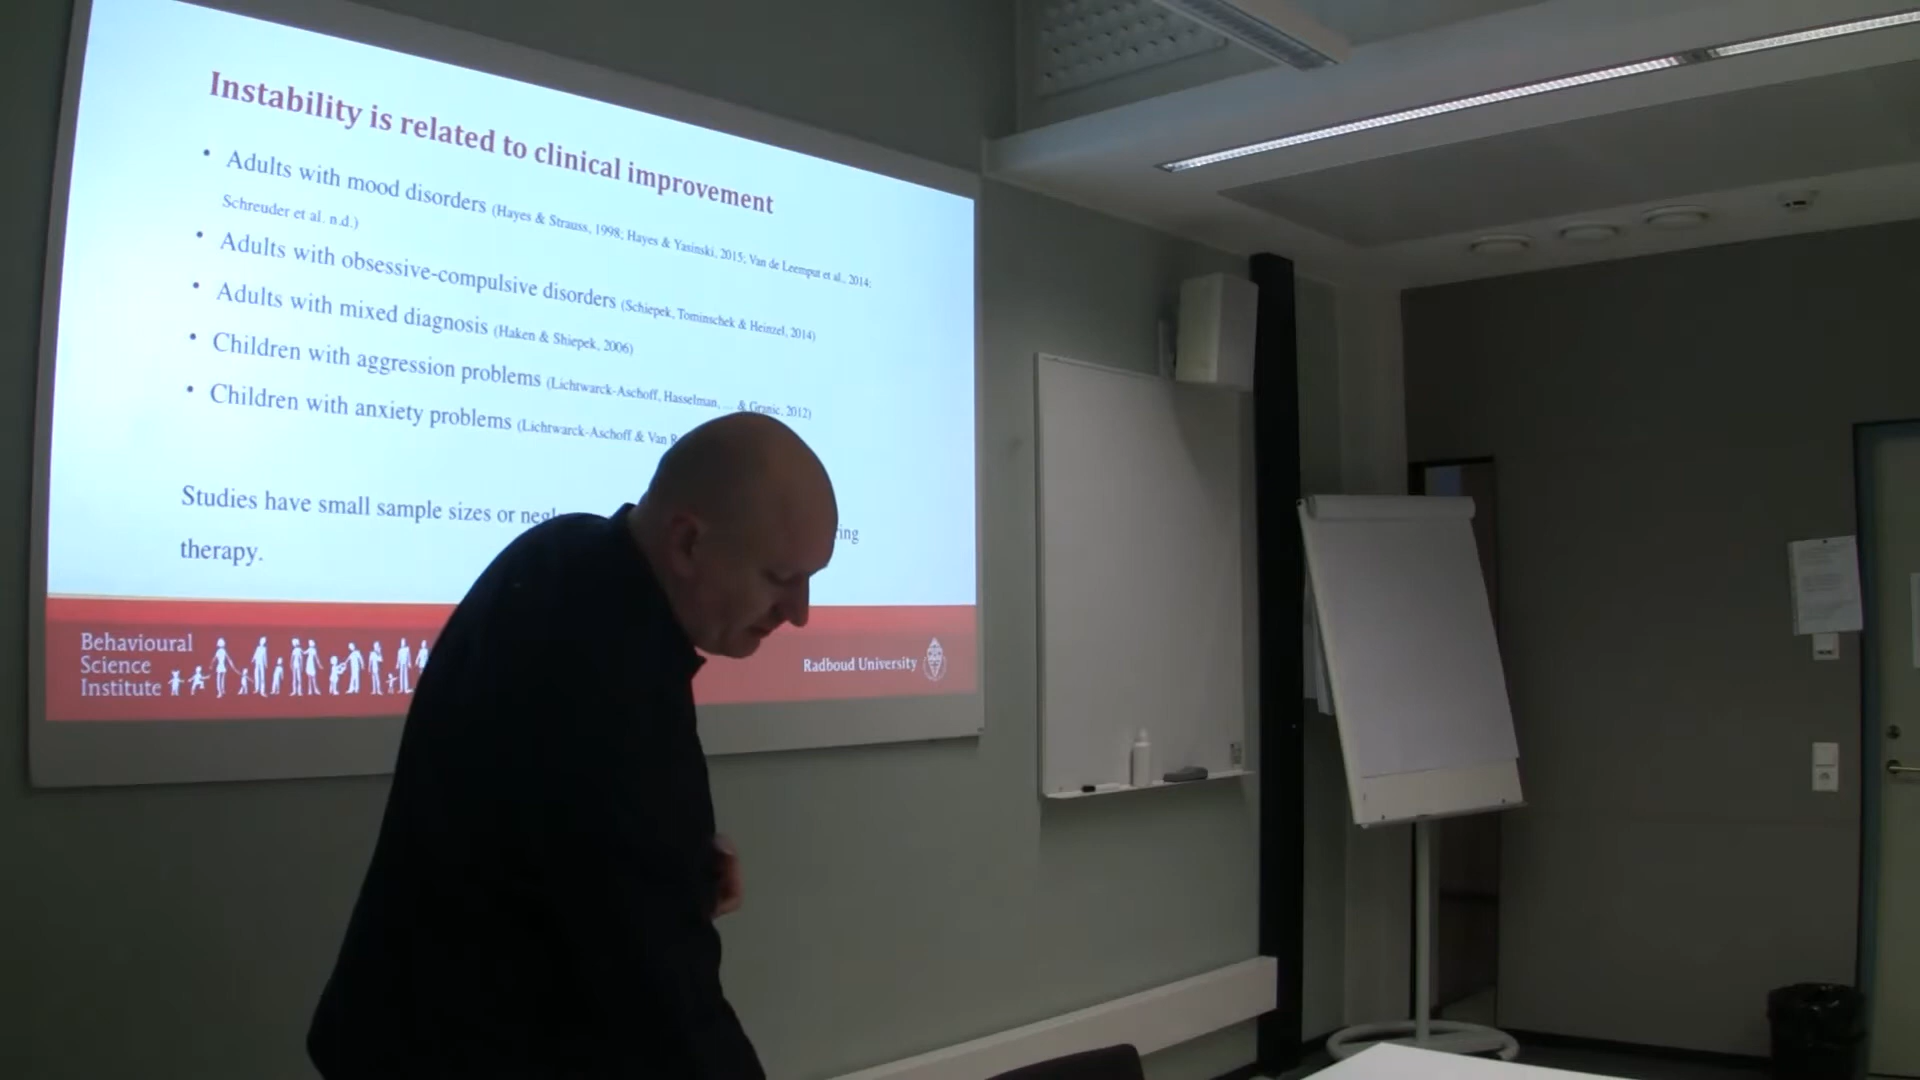 Instability is related to clinical improvement
• Adults with mood disorders (Hayes & Strauss, 1998; Hayes & Yasinski, 2015; Van de Leemput et al., 2014;
Schreuder et al. n.d.)
• Adults with obsessive-compulsive disorders (Schiepek, Tominschek & Heinzel, 2014)
• Adults with mixed diagnosis (Haken & Shiepek, 2006)
• Children with aggression problems (Lichtwarck-Aschoff, Hasselman, ... & Granic, 2012)
• Children with anxiety problems (Lichtwarck-Aschoff & Van
Studies have small sample sizes or
therapy.
Behavioural
Science
Institute
Radboud University